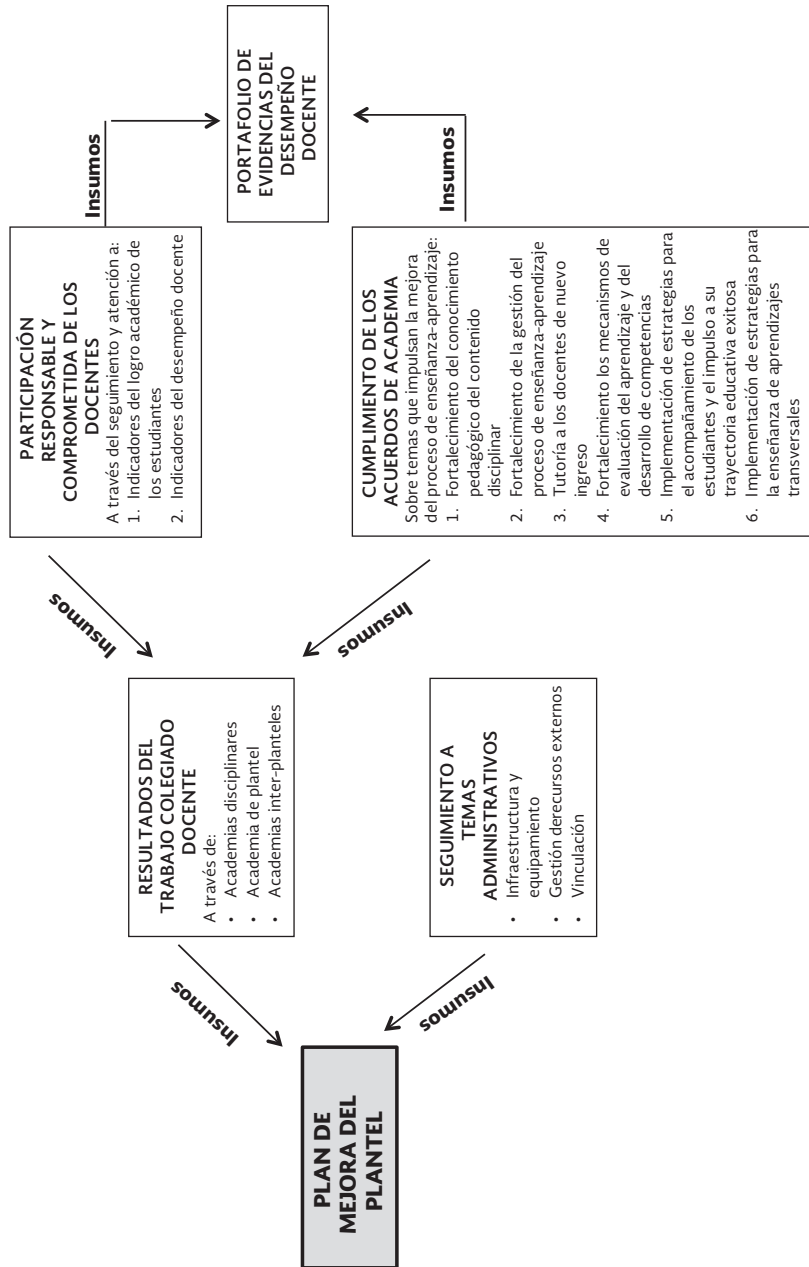 PLAN DE
MEJORA DEL
PLANTEL
Insumos
Insumos
SEGUIMIENTO A
TEMAS
ADMINISTRATIVOS
• Infraestructura y
equipamiento
• Gestión derecursos externos
• Vinculación
RESULTADOS DEL
TRABAJO COLEGIADO
DOCENTE
A través de:
• Academias disciplinares
• Academia de plantel
• Academias inter-planteles
Insumos
Insumos
CUMPLIMIENTO DE LOS
ACUERDOS DE ACADEMIA
Sobre temas que impulsan la mejora
del proceso de enseñanza-aprendizaje:
1. Fortalecimiento del conocimiento
pedagógico del contenido
disciplinar
2. Fortalecimiento de la gestión del
proceso de enseñanza-aprendizaje
3. Tutoría a los docentes de nuevo
ingreso
4. Fortalecimiento los mecanismos de
evaluación del aprendizaje y del
desarrollo de competencias
5. Implementación de estrategias para
el acompañamiento de los
estudiantes y el impulso a su
trayectoria educativa exitosa
6. Implementación de estrategias para
la enseñanza de aprendizajes
transversales
PARTICIPACIÓN
RESPONSABLE Y
COMPROMETIDA DE LOS
DOCENTES
A través del seguimiento y atención a:
1. Indicadores del logro académico de
los estudiantes
2. Indicadores del desempeño docente
Insumos
Insumos
PORTAFOLIO DE
EVIDENCIAS DEL
DESEMPEÑO
DOCENTE